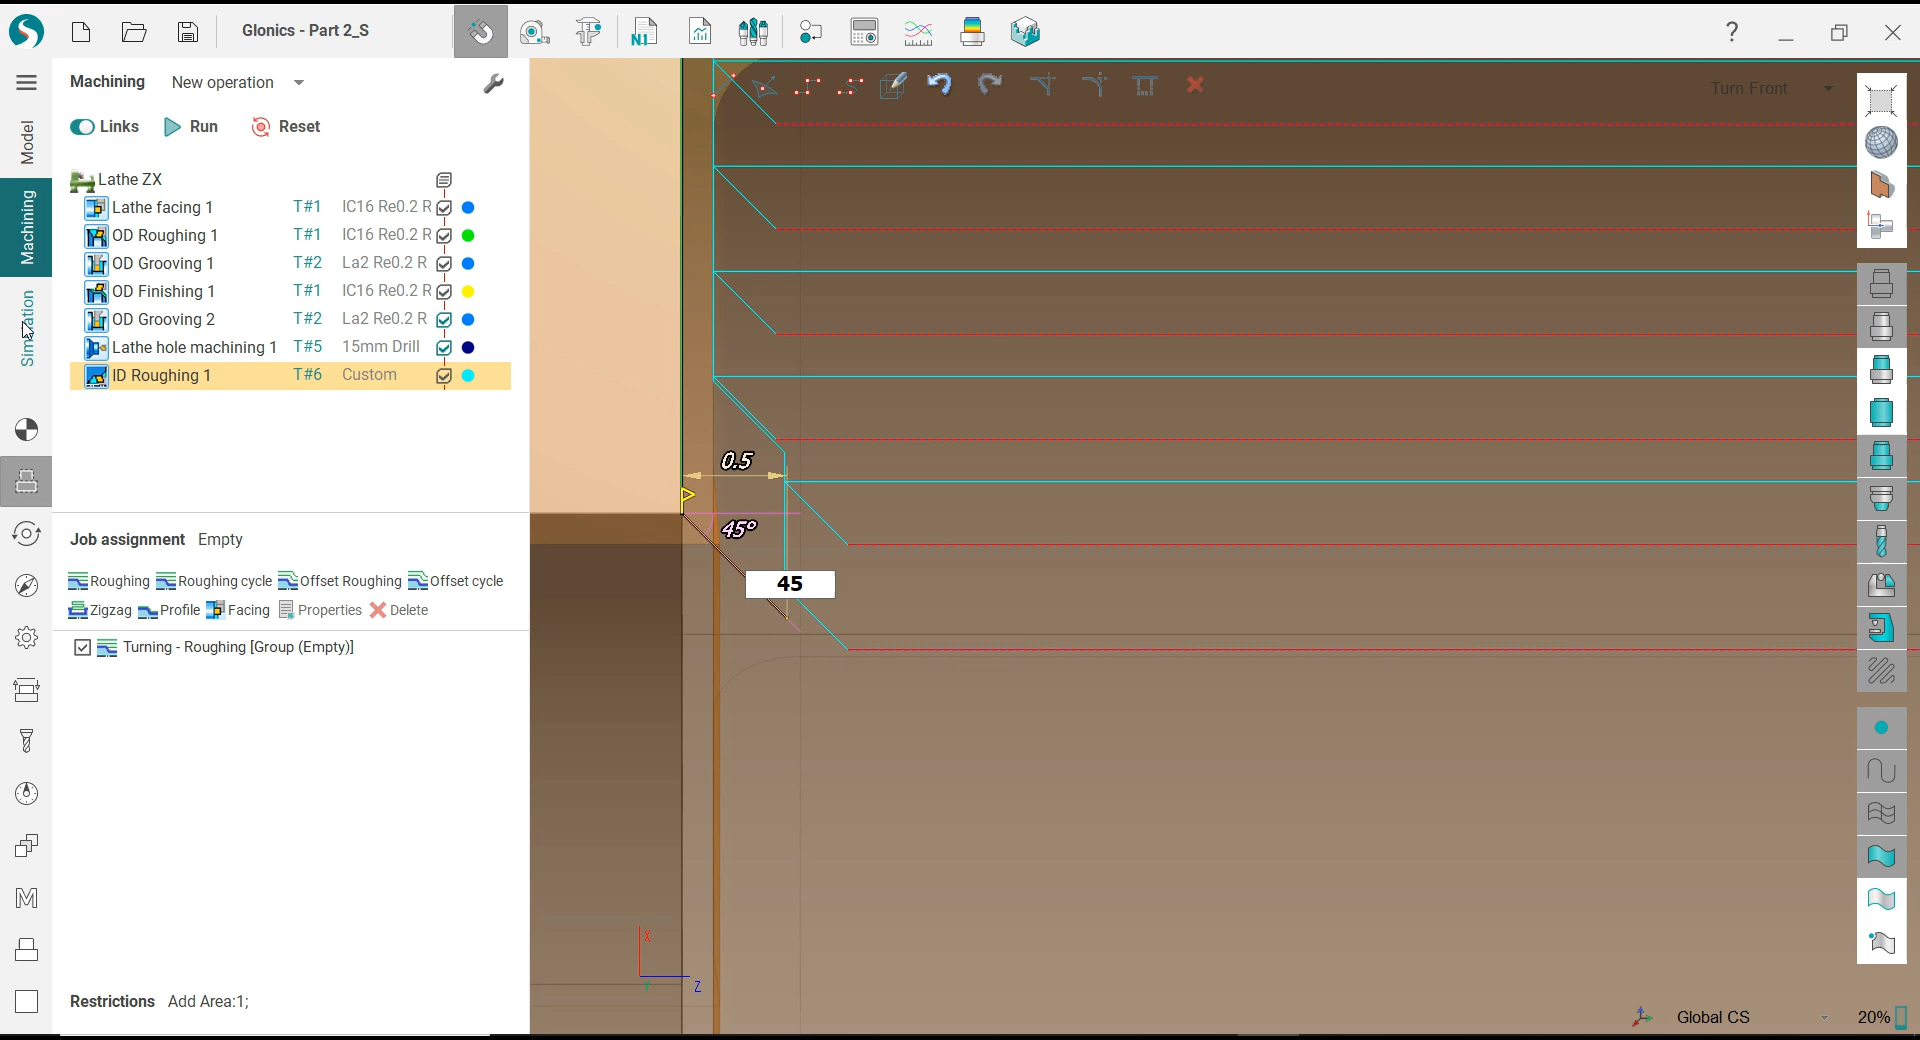 Glonics - Part 2_S
N1
?
Machining New operation
Turn Front
Links Run Reset
Model
Machining
Lathe ZX
Lathe facing 1 T#1 IC16 Re0.2 R
OD Roughing 1 T#1 IC16 Re0.2 R
OD Grooving 1 T#2 La2 Re0.2 R
OD Finishing 1 T#1 IC16 Re0.2 R
OD Grooving 2 T#2 La2 Re0.2 R
Lathe hole machining 1 T#5 15mm Drill
ID Roughing 1 T#6 Custom
Simulation
0.5
45°
45
Job assignment Empty
Roughing Roughing cycle Offset Roughing Offset cycle
Zigzag Profile Facing Properties Delete
Turning - Roughing [Group (Empty)]
M
X
Y
Z
Restrictions Add Area:1;
Global CS
20%